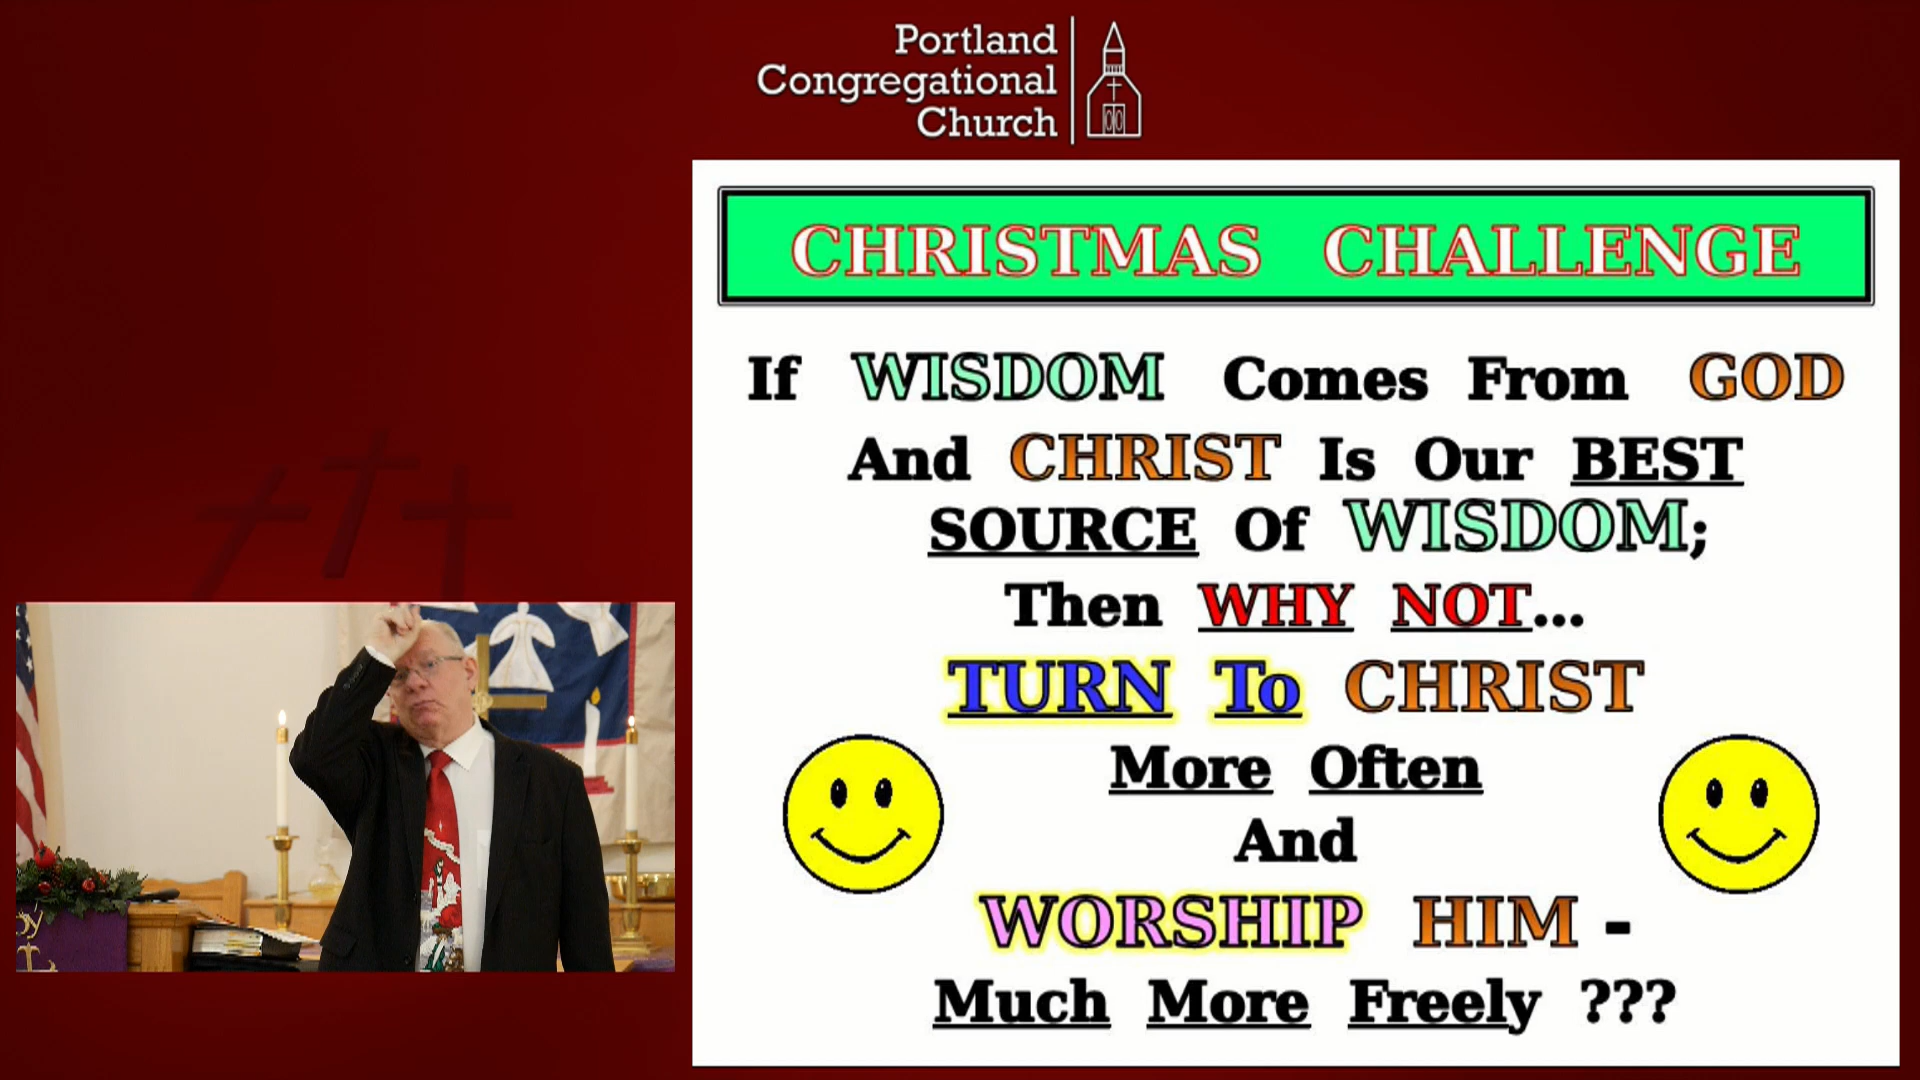 Portland
Congregational
Church
CHRISTMAS CHALLENGE
If WISDOM Comes From GOD
And CHRIST Is Our BEST
SOURCE Of WISDOM;
Then WHY NOT...
TURN To CHRIST
More Often
And
WORSHIP HIM -
Much More Freely ???